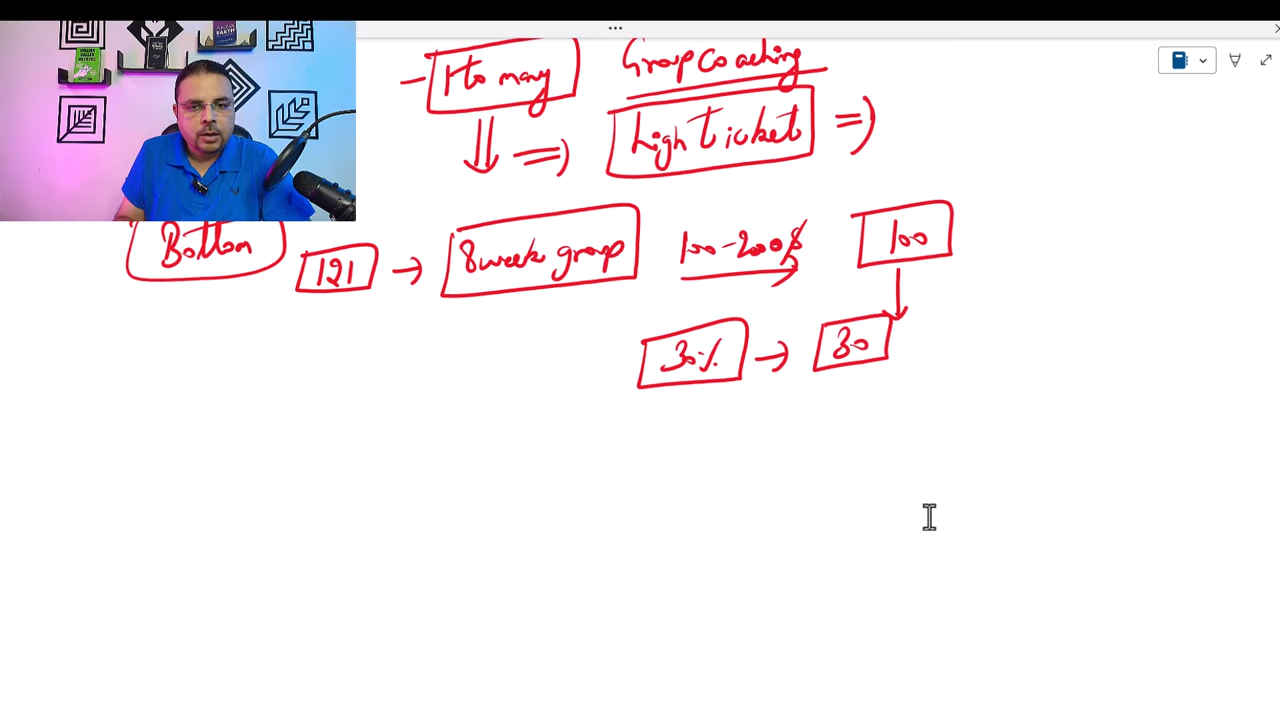 - 1 to many Group coaching
high Ticket =)
=)
Bottom 121 → 8 week group 100-200$ 100
30% → 30